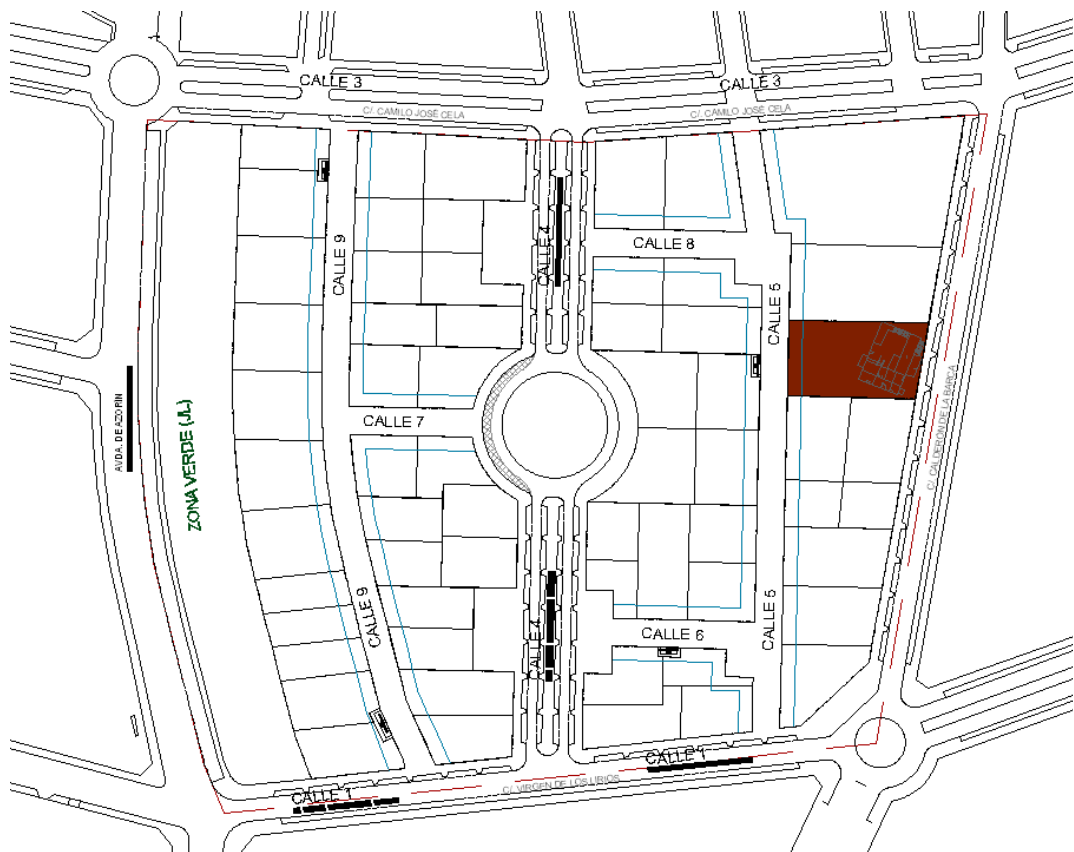 CALLE 3
CALLE 3
C/. CAMILO JOSÉ CELA
C/. CAMILO JOSÉ CELA
CALLE 4
CALLE 9
CALLE 8
CALLE 5
AVDA. DE AZORIN
ZONA VERDE (JL)
CALLE 7
C/. CALDERÓN DE LA BARCA
CALLE 9
CALLE 4
CALLE 6
CALLE 5
CALLE 1
CALLE 1
C/. VIRGEN DE LOS LIRIOS